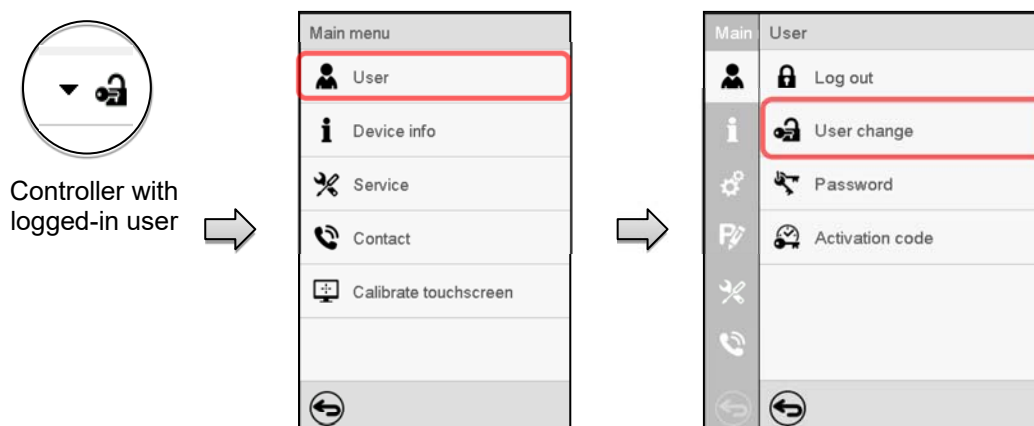 Controller with
logged-in user
Main menu
User
Device info
Service
Contact
Calibrate touchscreen
Main
User
Log out
User change
Password
Activation code